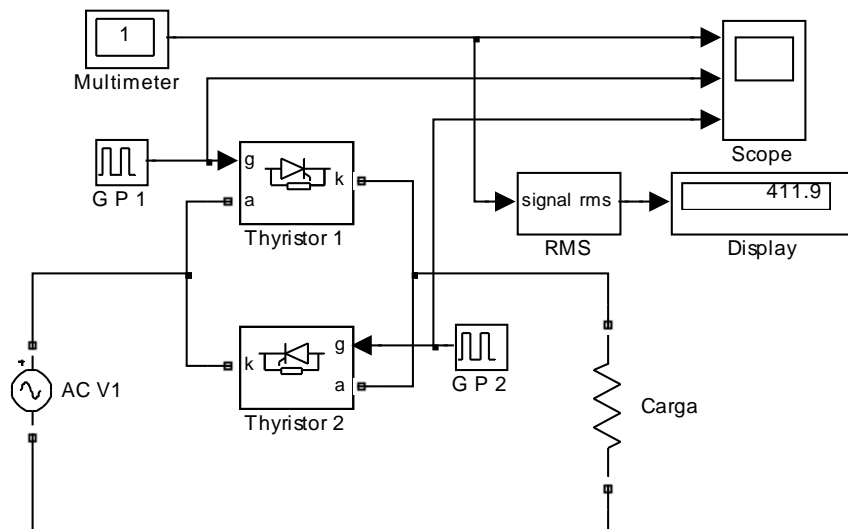 1
Multimeter
Scope
G P 1
g
a
k
Thyristor 1
signal rms
RMS
411.9
Display
+
AC V1
k
g
a
Thyristor 2
G P 2
Carga